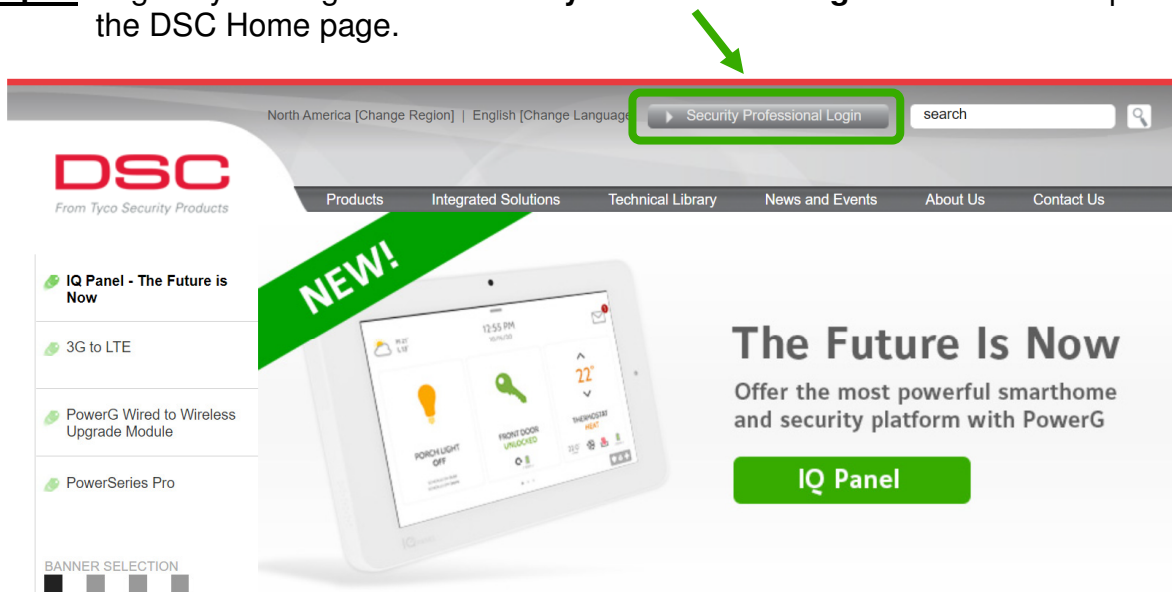 the DSC Home page.
North America [Change Region] | English [Change Language
Security Professional Login
search
DSC
From Tyco Security Products
Products Integrated Solutions Technical Library News and Events About Us Contact Us
IQ Panel - The Future is
Now
3G to LTE
PowerG Wired to Wireless
Upgrade Module
PowerSeries Pro
BANNER SELECTION
NEW!
12:55 PM
PORCH LIGHT
OFF
FRONT DOOR
UNLOCKED
22°
THERMOSTAT
HEAT
IQ
The Future Is Now
Offer the most powerful smarthome
and security platform with PowerG
IQ Panel